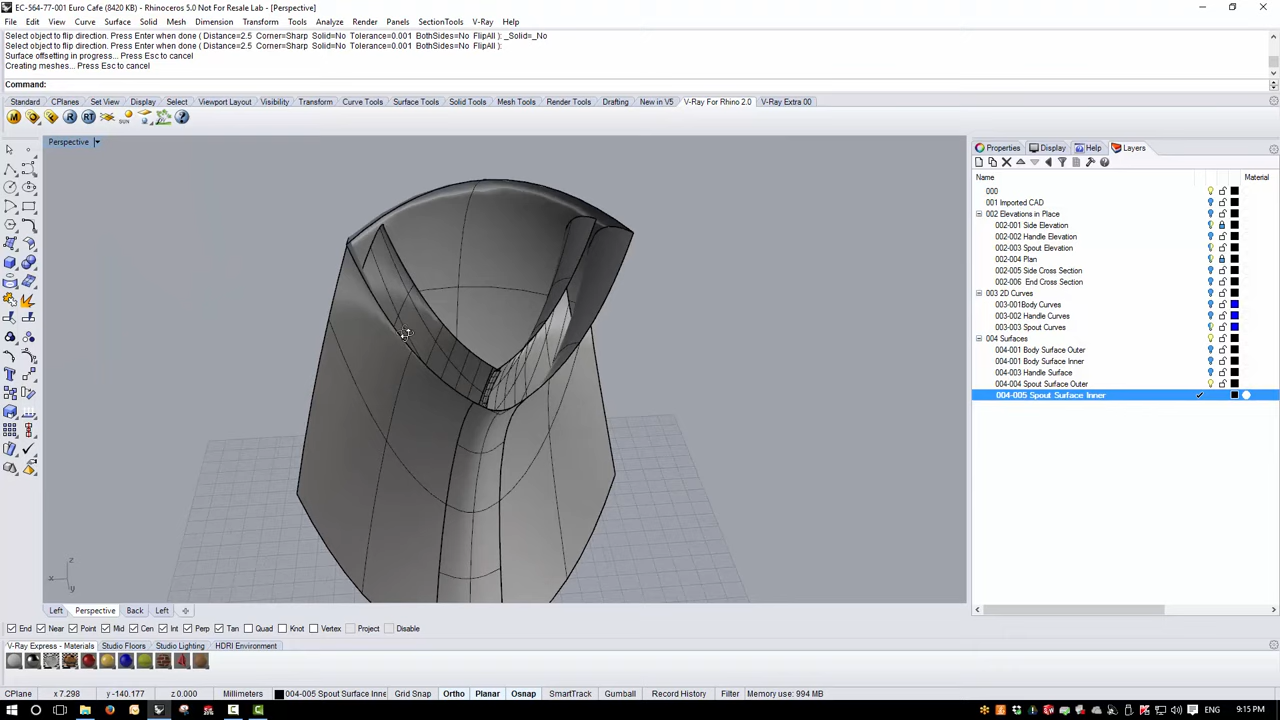 EC-564-77-001 Euro Cafe (8420 KB) - Rhinoceros 5.0 Not For Resale Lab - [Perspective]
File Edit View Curve Surface Solid Mesh Dimension Transform Tools Analyze Render Panels SectionTools V-Ray Help
Select object to flip direction. Press Enter when done ( Distance=2.5 Corner=Sharp Solid=No Tolerance=0.001 BothSides=No FlipAll ): _Solid=_No
Select object to flip direction. Press Enter when done ( Distance=2.5 Corner=Sharp Solid=No Tolerance=0.001 BothSides=No FlipAll ):
Surface offsetting in progress... Press Esc to cancel
Creating meshes... Press Esc to cancel
Command:
Standard CPlanes Set View Display Select Viewport Layout Visibility Transform Curve Tools Surface Tools Solid Tools Mesh Tools Render Tools Drafting New in V5 V-Ray For Rhino 2.0 V-Ray Extra 00
Perspective
Properties Display Help Layers
Name Material
000
001 Imported CAD
002 Elevations in Place
002-001 Side Elevation
002-002 Handle Elevation
002-003 Spout Elevation
002-004 Plan
002-005 Side Cross Section
002-006 End Cross Section
003 2D Curves
003-001Body Curves
003-002 Handle Curves
003-003 Spout Curves
004 Surfaces
004-001 Body Surface Outer
004-001 Body Surface Inner
004-003 Handle Surface
004-004 Spout Surface Outer
004-005 Spout Surface Inner
z
x
y
Left Perspective Back Left
End Near Point Mid Cen Int Perp Tan Quad Knot Vertex Project Disable
V-Ray Express - Materials Studio Floors Studio Lighting HDRI Environment
CPlane x 7.298 y -140.177 z 0.000 Millimeters 004-005 Spout Surface Inne Grid Snap Ortho Planar Osnap SmartTrack Gumball Record History Filter Memory use: 994 MB
ENG 9:15 PM